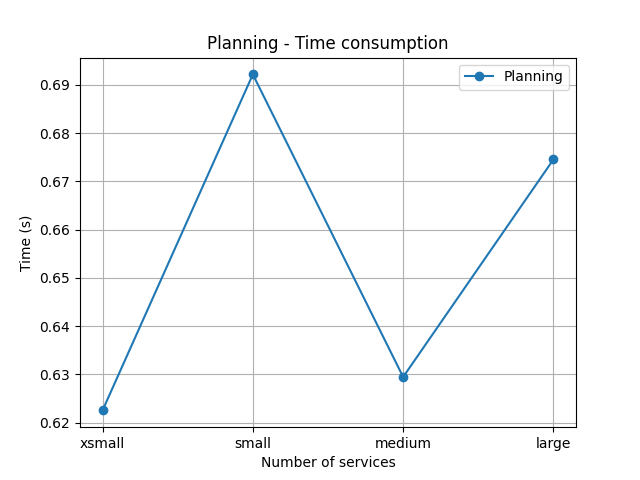 Planning - Time consumption
Planning
0.69
0.68
0.67
0.66
0.65
0.64
0.63
0.62
Time (s)
xsmall small medium large
Number of services